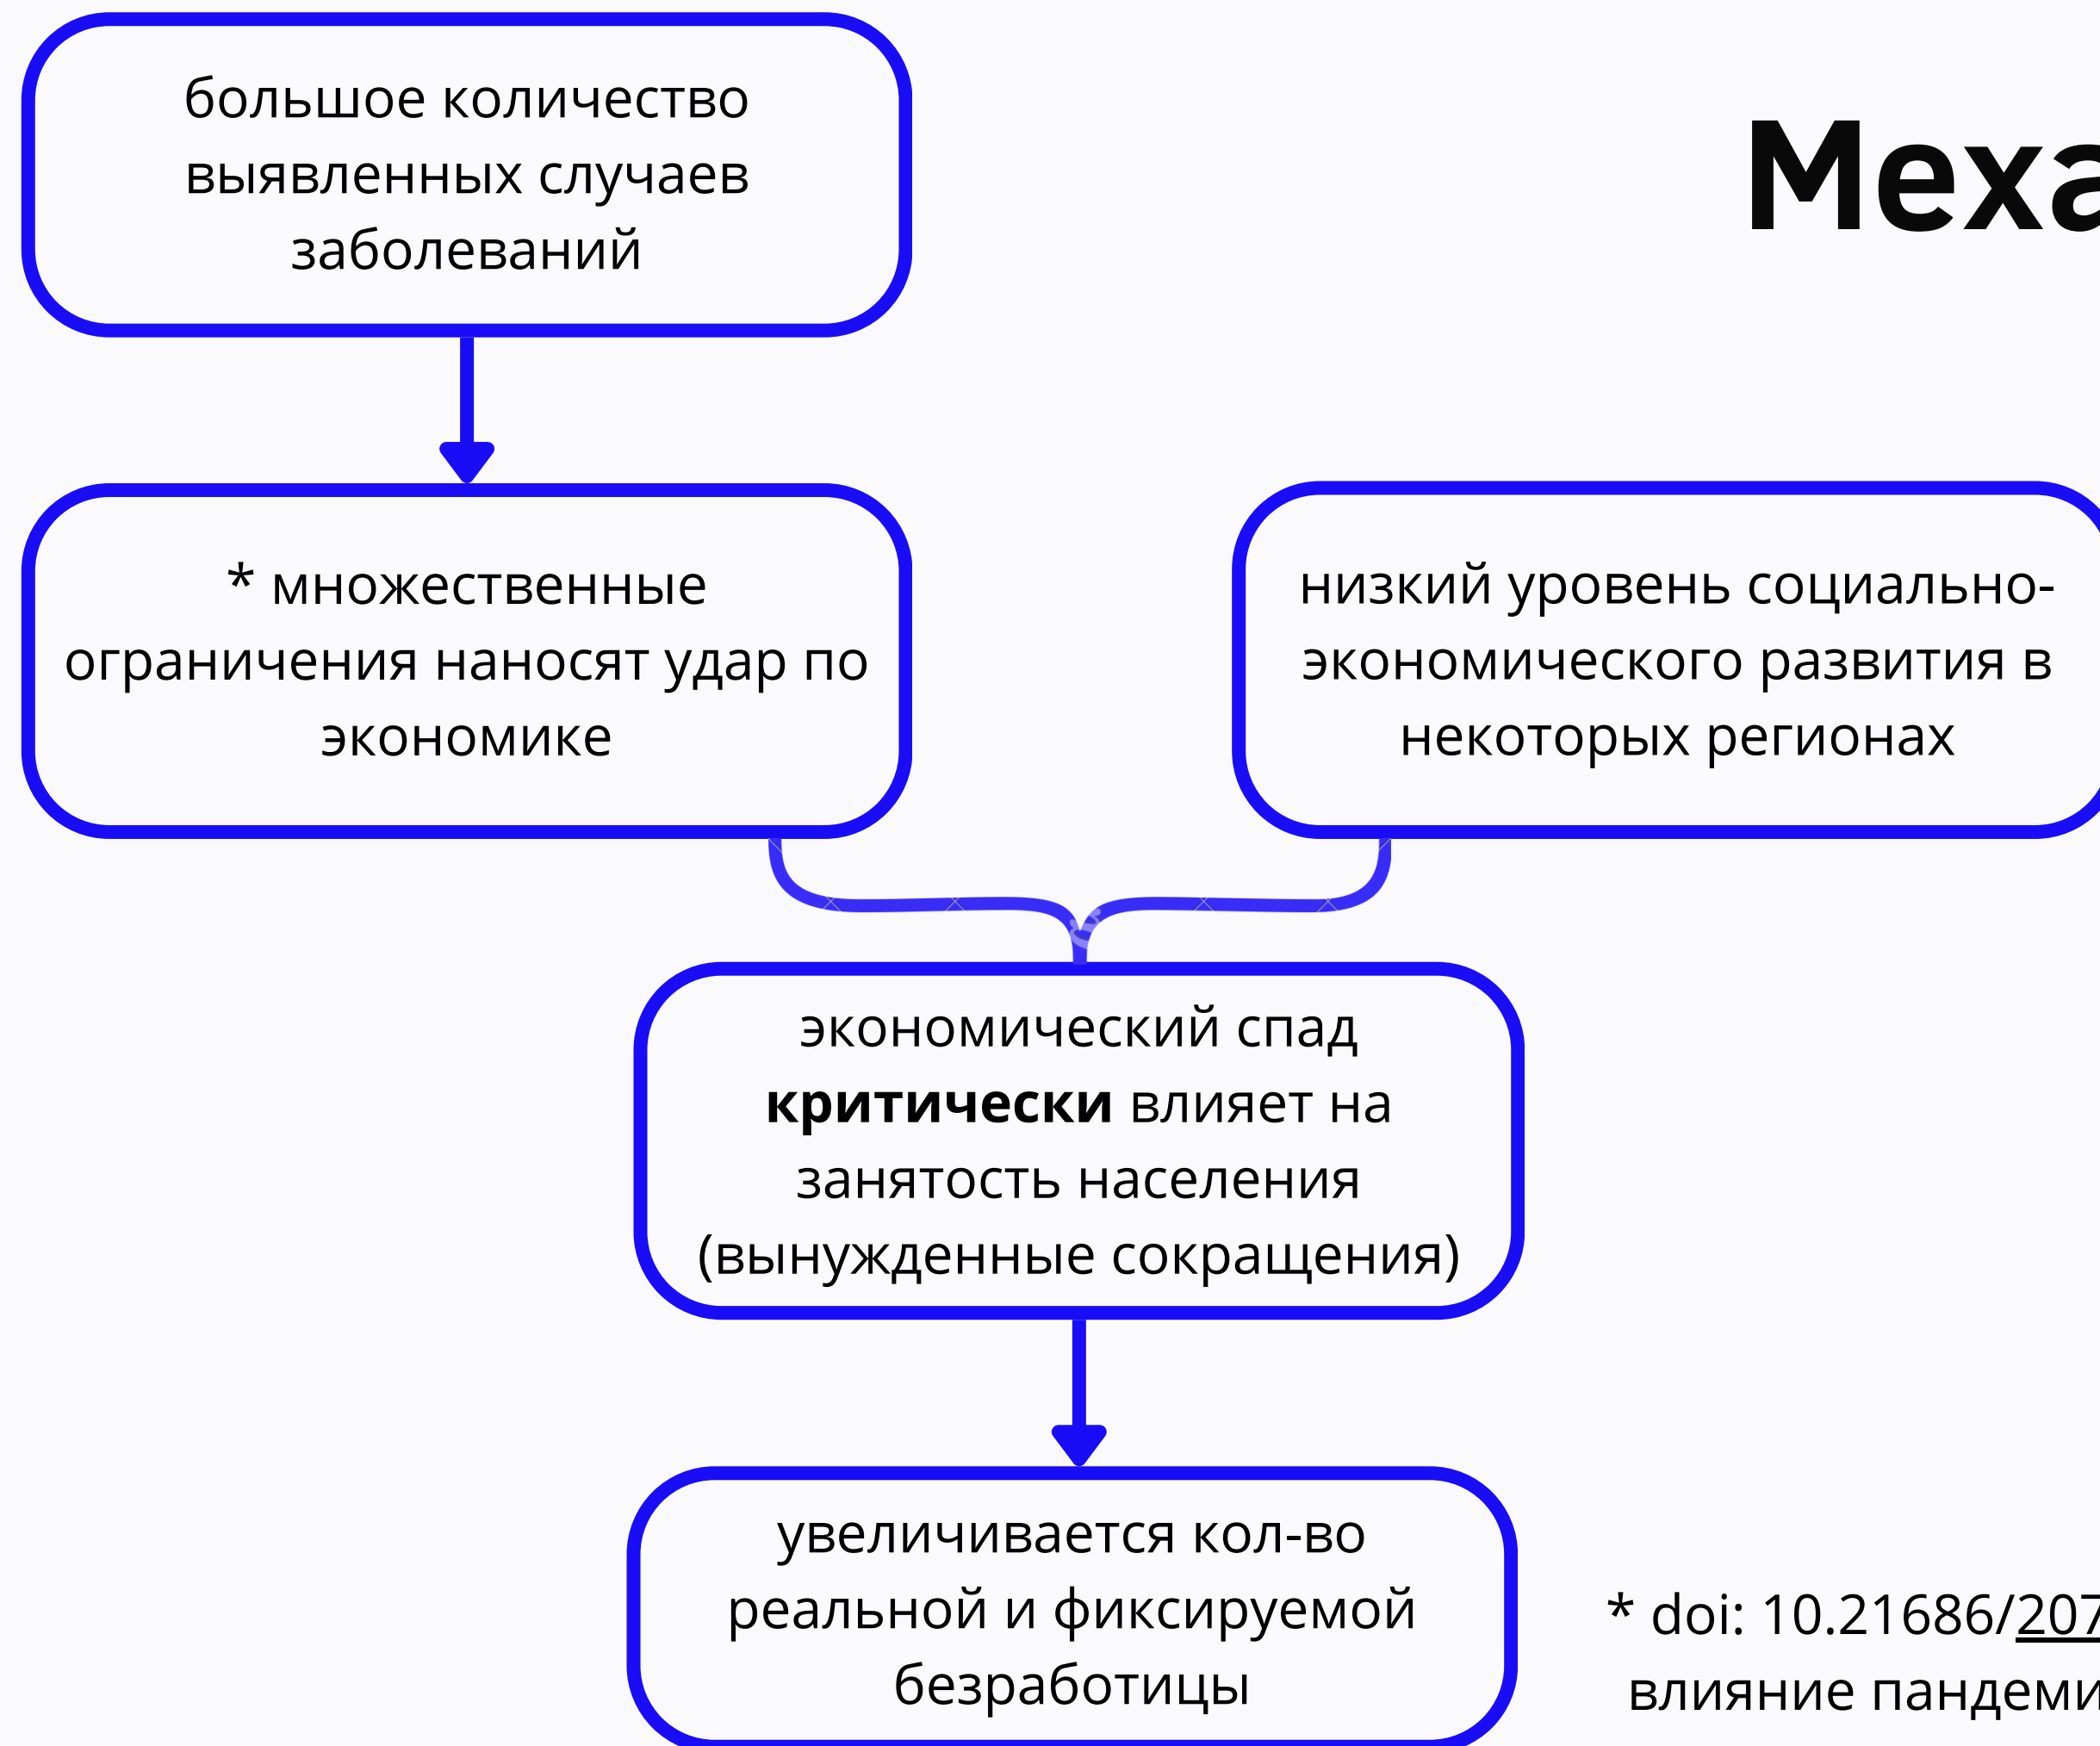 большое количество
выявленных случаев
заболеваний
Меха
* множественные
ограничения наносят удар по
экономике
низкий уровень социально-
экономического развития в
некоторых регионах
экономический спад
критически влияет на
занятость населения
(вынужденные сокращения)
увеличивается кол-во
реальной и фиксируемой
безработицы
* doi: 10.21686/207
влияние пандеми